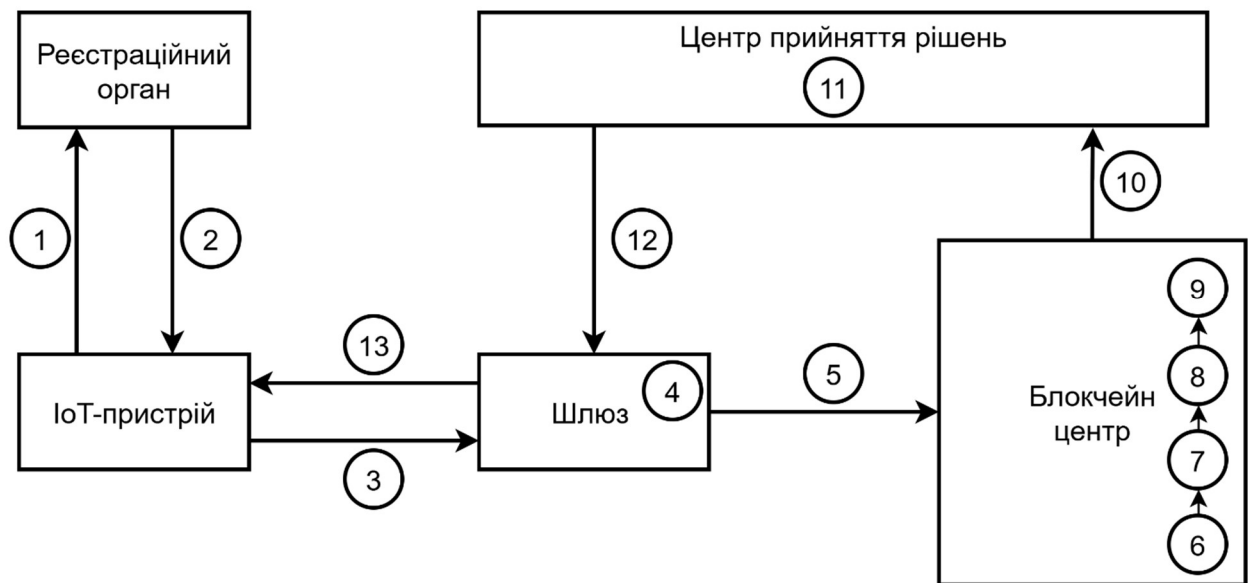 Реєстраційний
орган
Центр прийняття рішень
11
1
2
12
10
9
13
8
IoT-пристрій
Шлюз
4
5
Блокчейн
центр
3
7
6